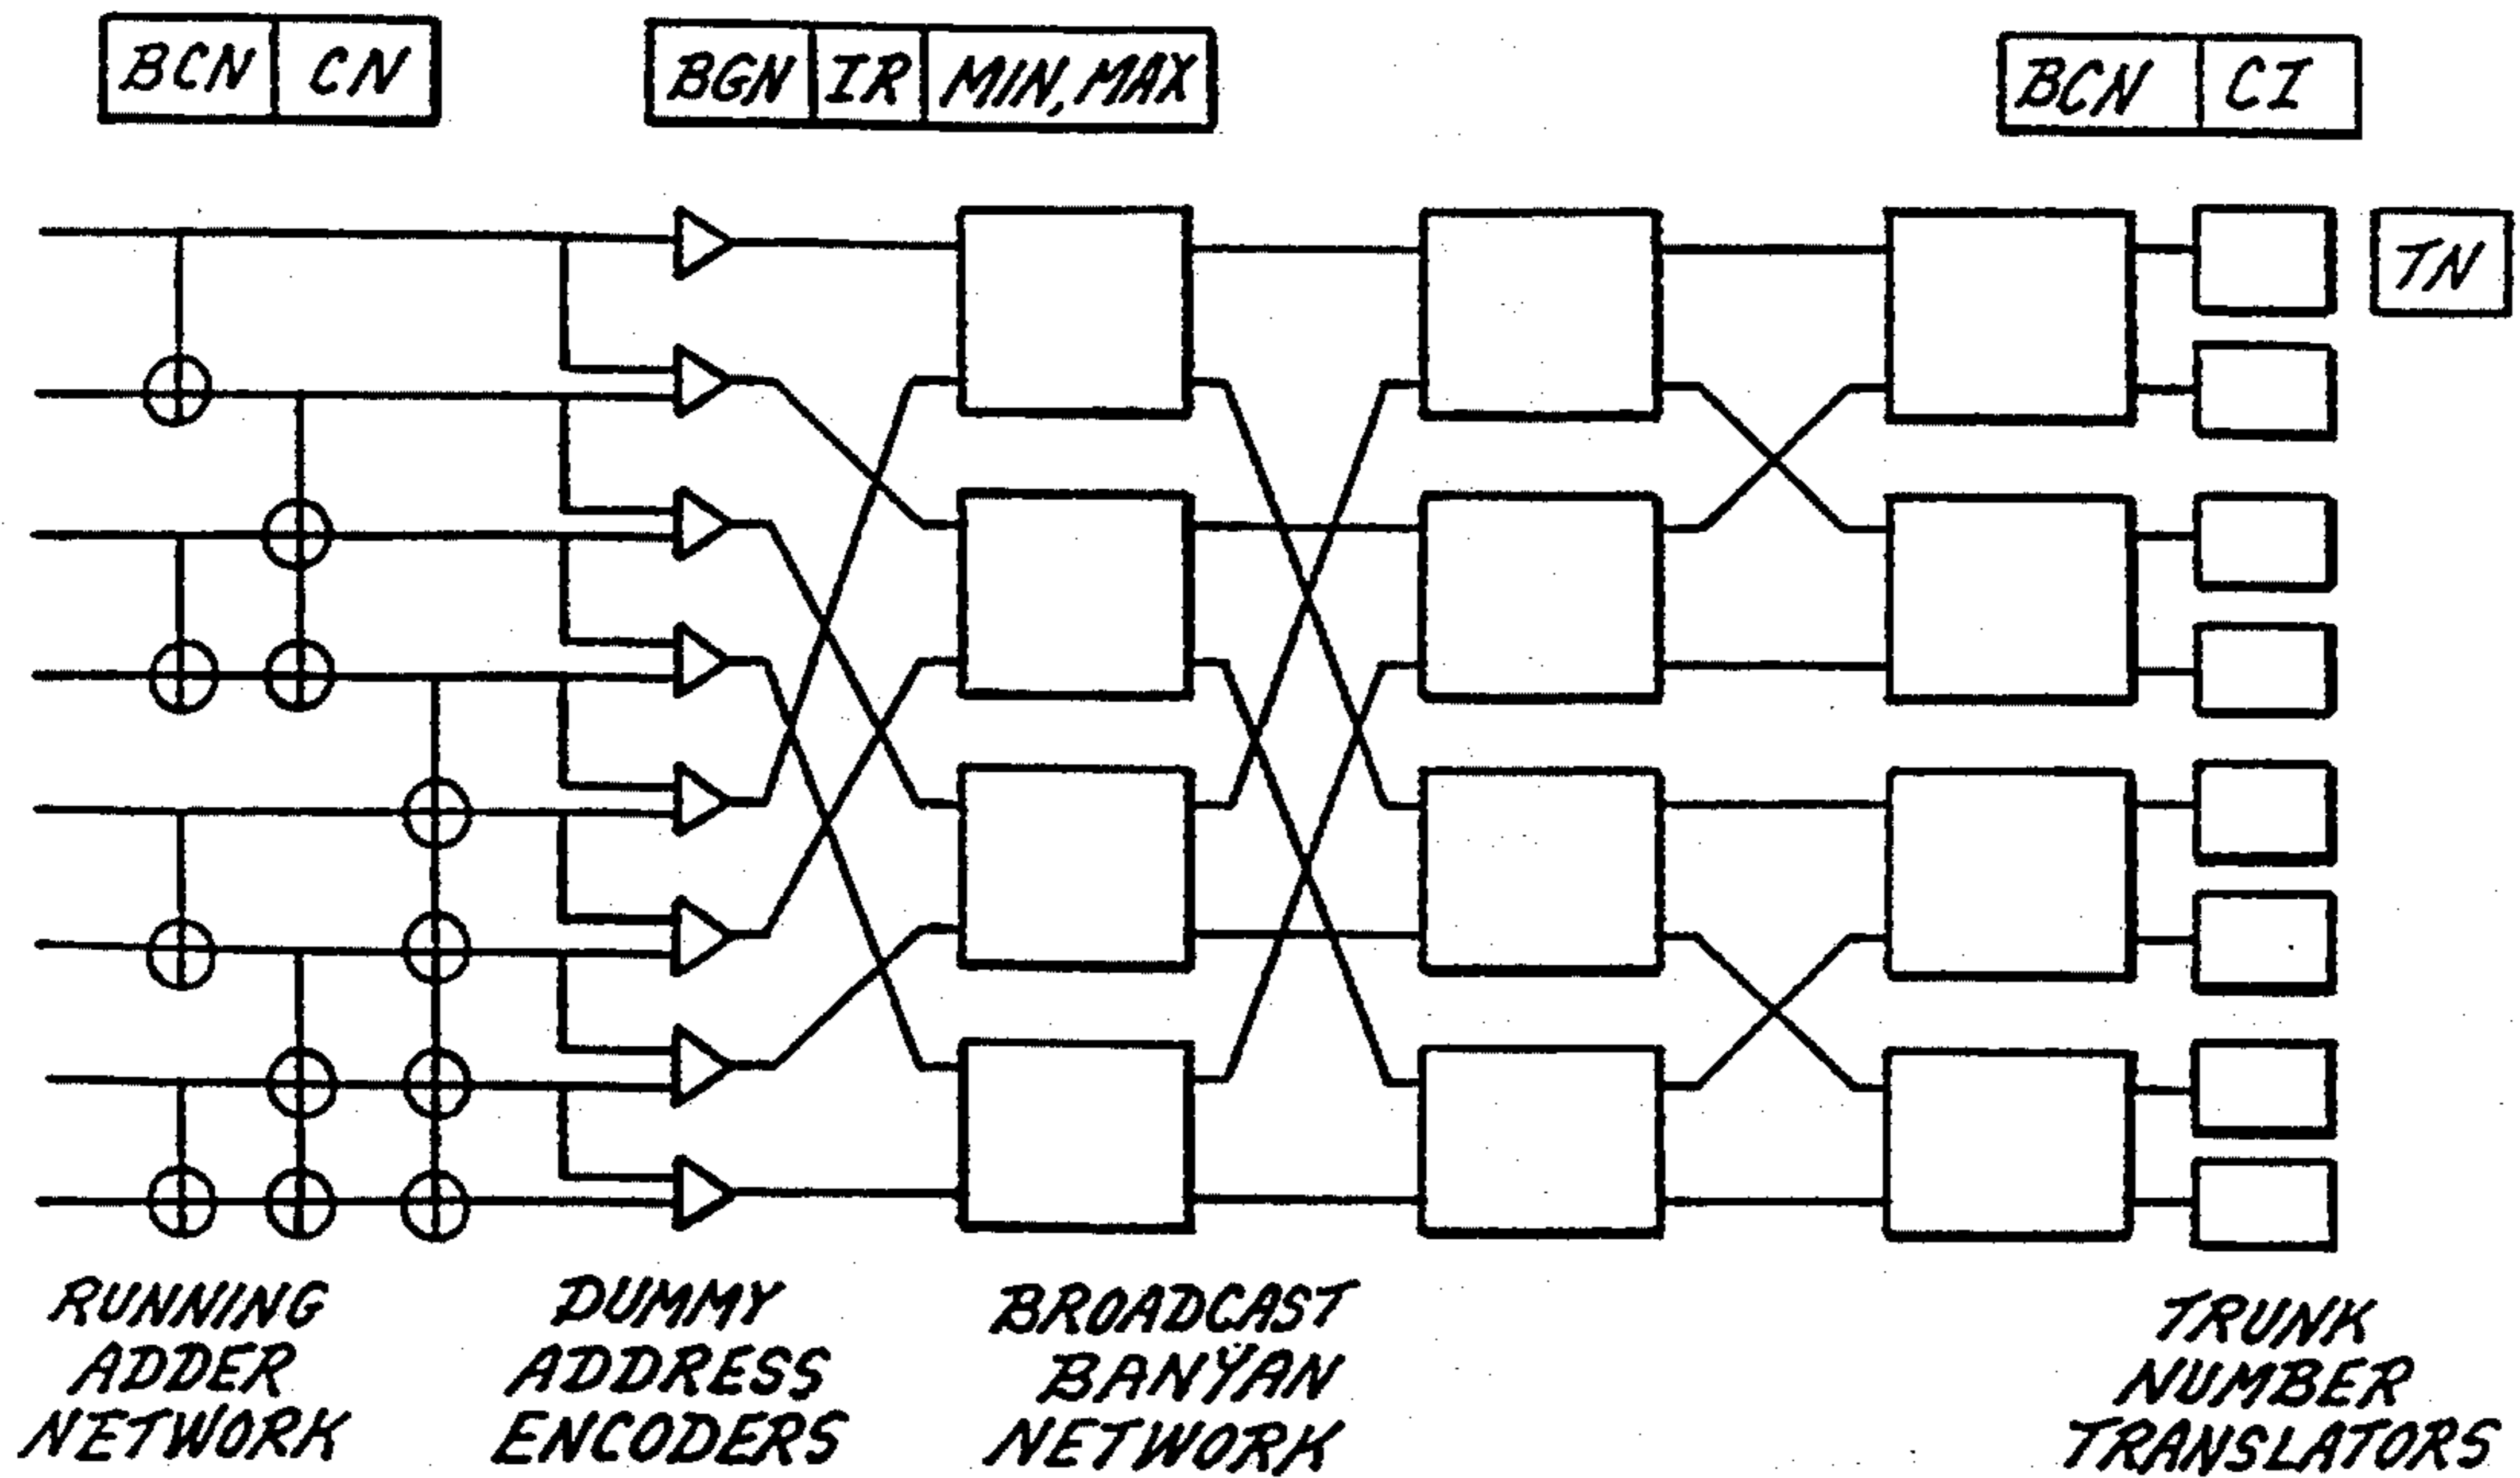 BCN CN
BGN IR MIN, MAX
BCN CI
TN
RUNNING
ADDER
NETWORK
DUMMY
ADDRESS
ENCODERS
BROADCAST
BANYAN
NETWORK
TRUNK
NUMBER
TRANSLATORS